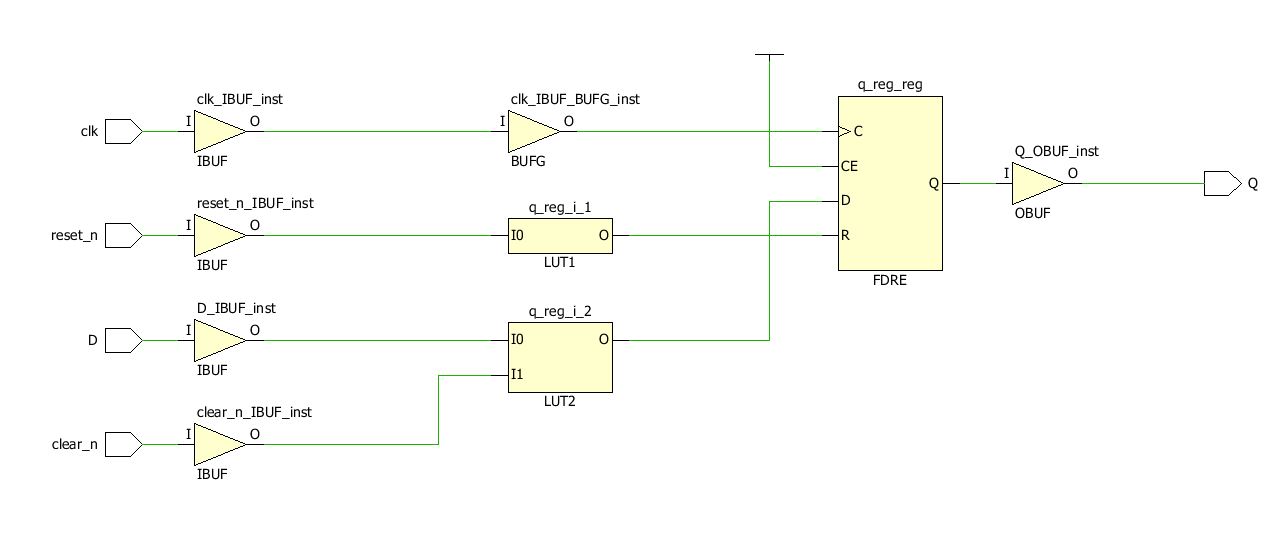 q_reg_reg
clk_IBUF_inst
clk_IBUF_BUFG_inst
clk
I
O
I
O
C
IBUF
BUFG
Q_OBUF_inst
CE
I
O
Q
Q
reset_n_IBUF_inst
q_reg_i_1
D
OBUF
reset_n
I
O
I0
O
R
IBUF
LUT1
FDRE
D_IBUF_inst
q_reg_i_2
D
I
O
I0
O
IBUF
I1
LUT2
clear_n_IBUF_inst
clear_n
I
O
IBUF